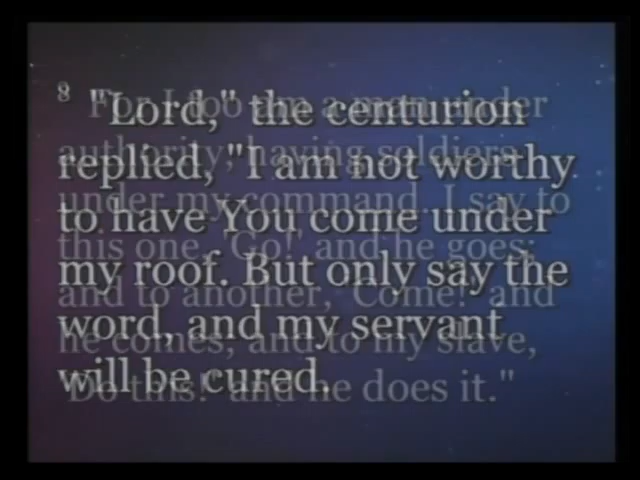 8 "Lord," the centurion
replied, "I am not worthy
to have You come under
my roof. But only say the
word, and my servant
will be cured.
9 For I too am a man under
authority, having soldiers
under my command. I say to
this one, 'Go!' and he goes;
and to another, 'Come!' and
he comes; and to my slave,
'Do this!' and he does it."